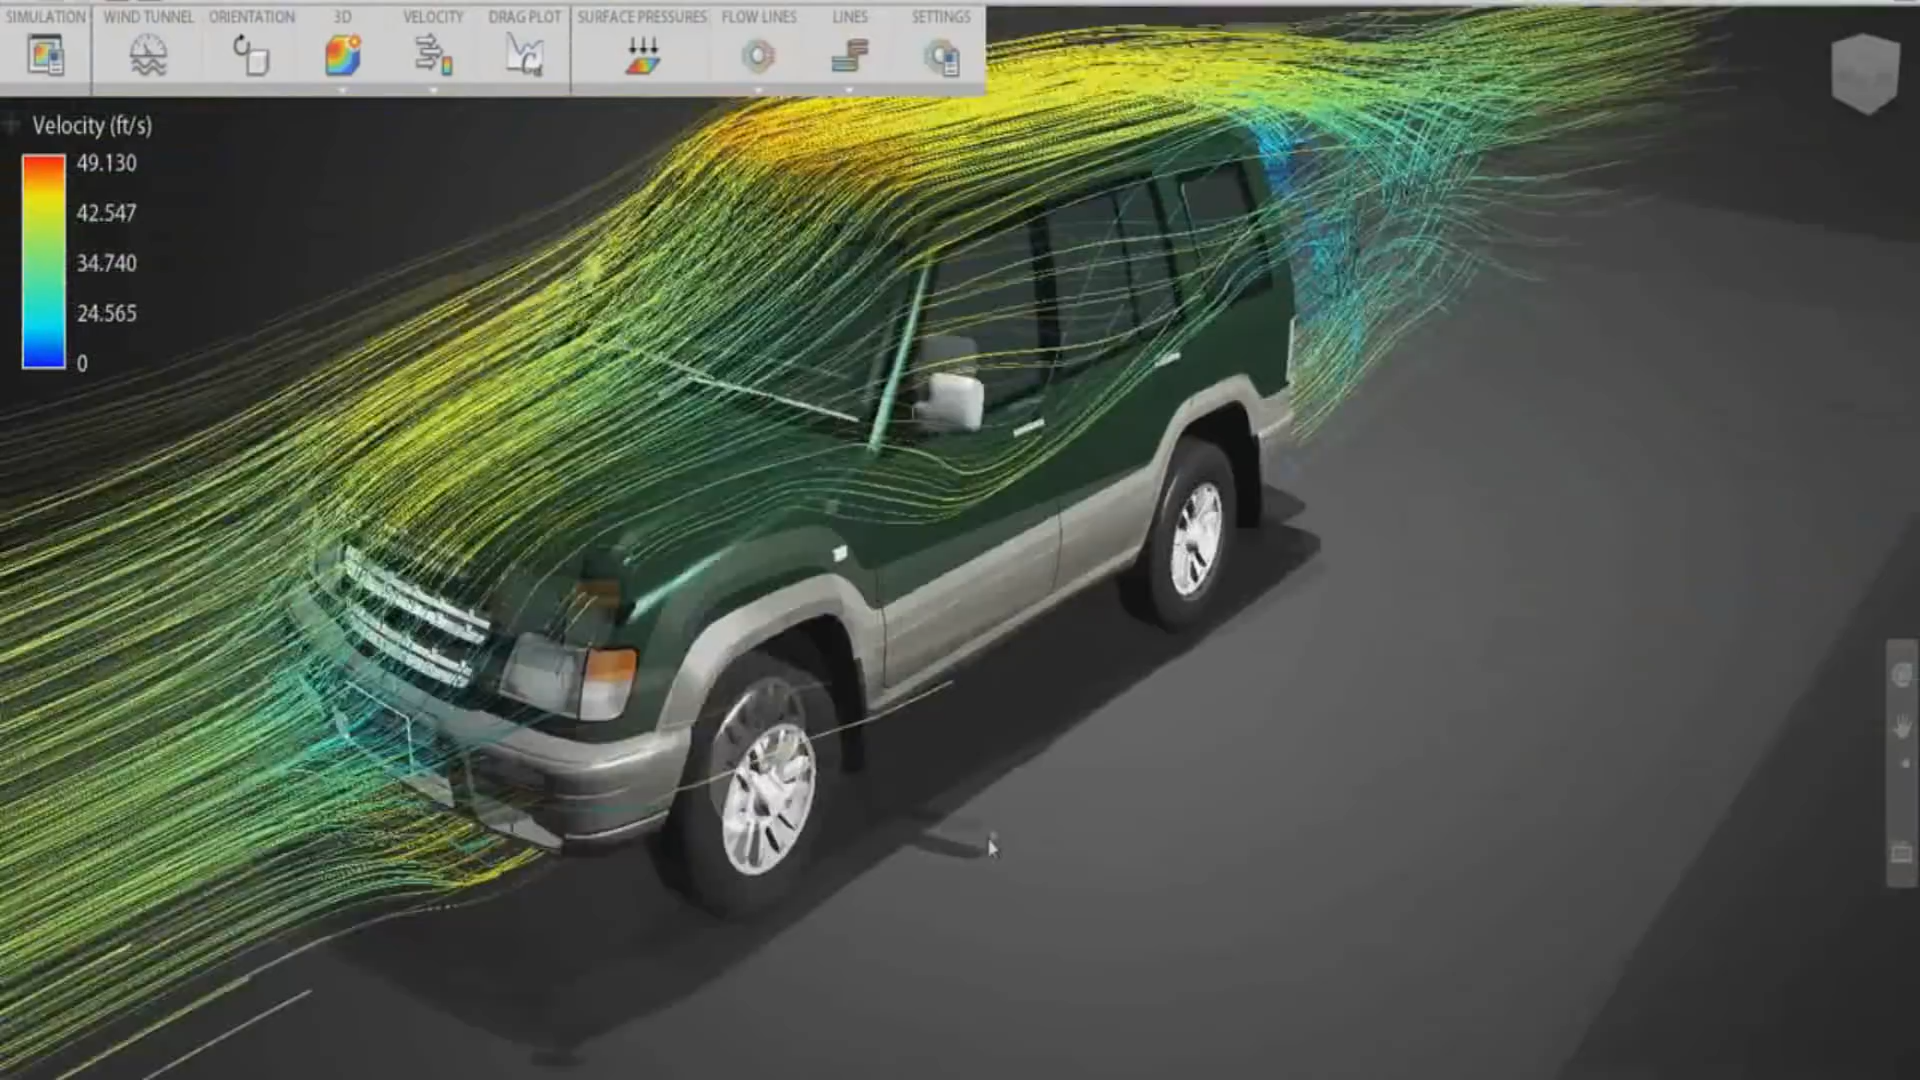 SIMULATION WIND TUNNEL ORIENTATION 3D VELOCITY DRAG PLOT SURFACE PRESSURES FLOW LINES LINES SETTINGS
Cd
Velocity (ft/s)
49.130
42.547
34.740
24.565
0